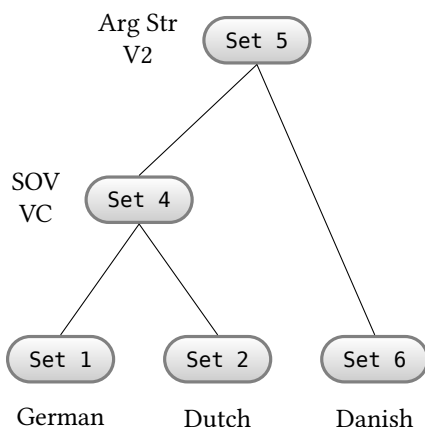 Arg Str
V2
Set 5
SOV
VC
Set 4
Set 1
Set 2
Set 6
German
Dutch
Danish